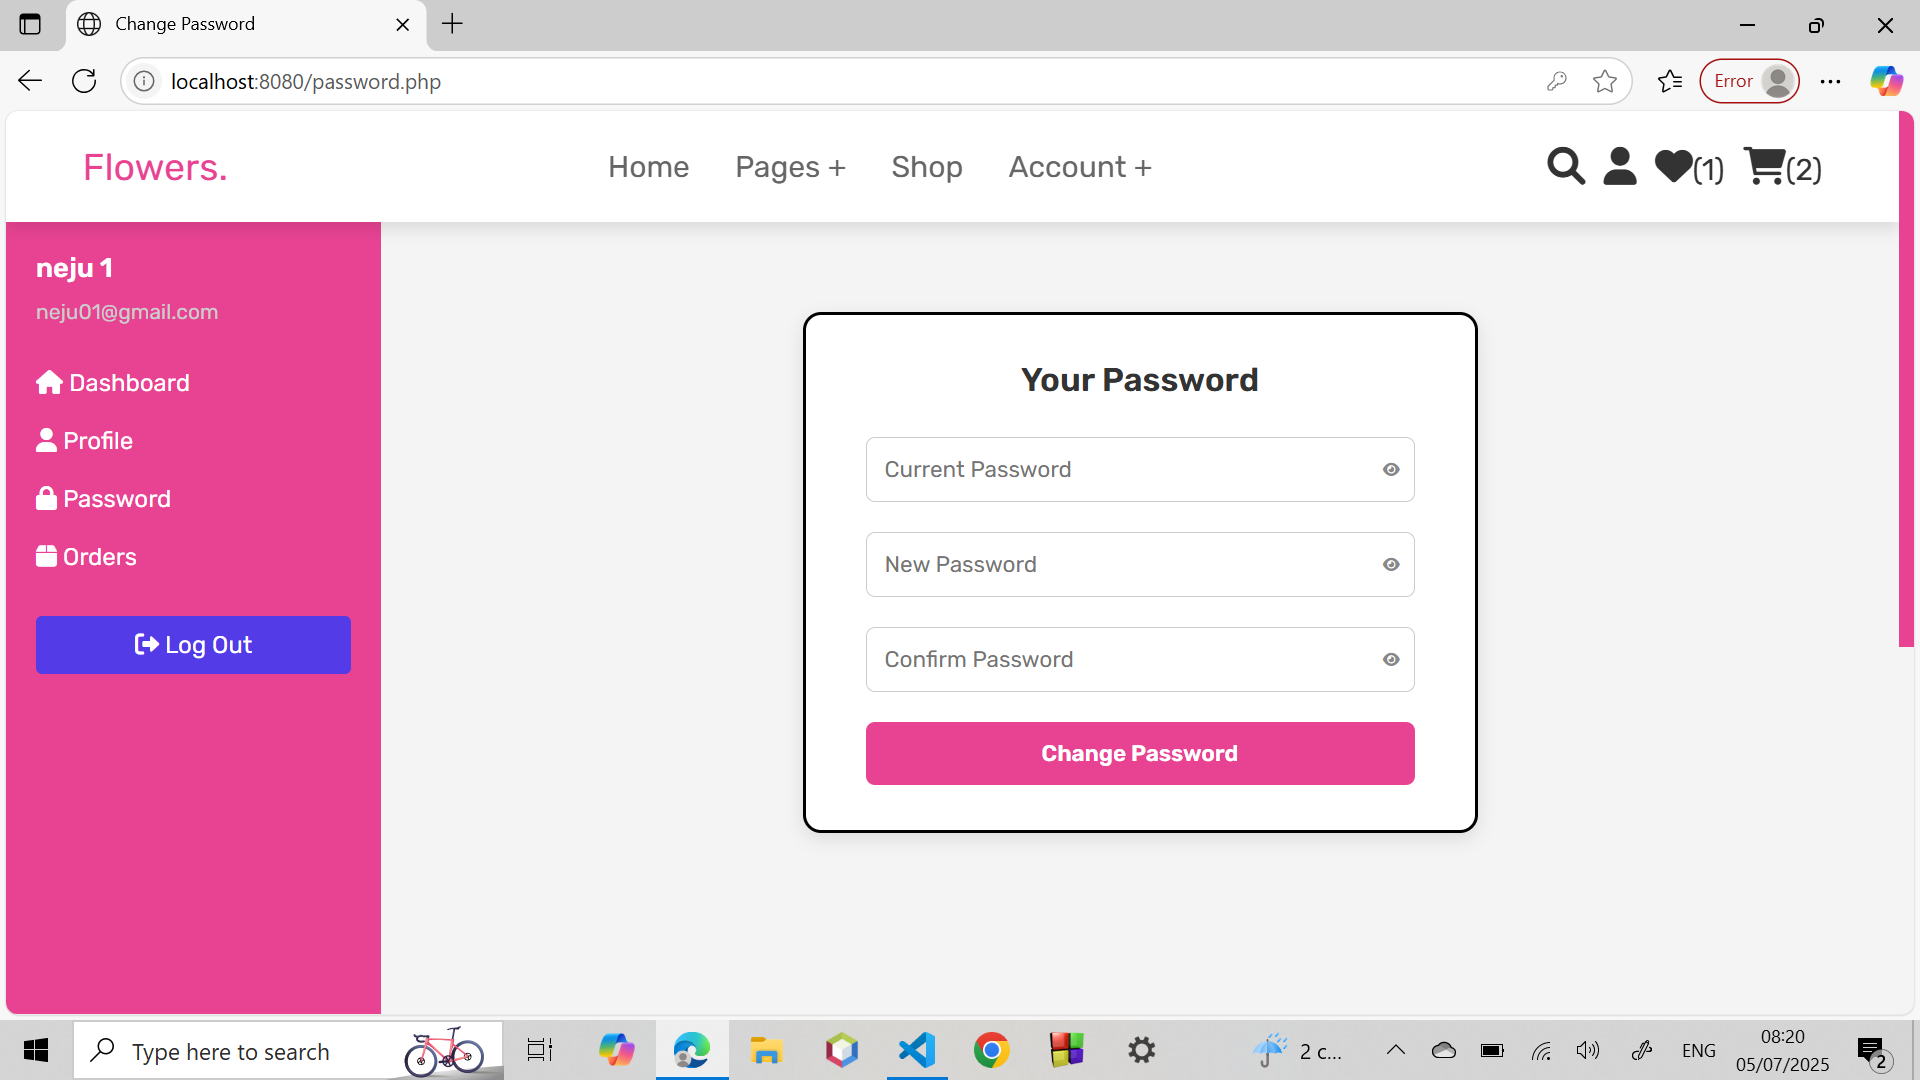 Change Password
localhost:8080/password.php
Error
Flowers.
Home
Pages +
Shop
Account +
(1)
(2)
neju 1
neju01@gmail.com
Dashboard
Profile
Password
Orders
Log Out
Your Password
Current Password
New Password
Confirm Password
Change Password
Type here to search
2 c...
ENG
08:20
05/07/2025
2